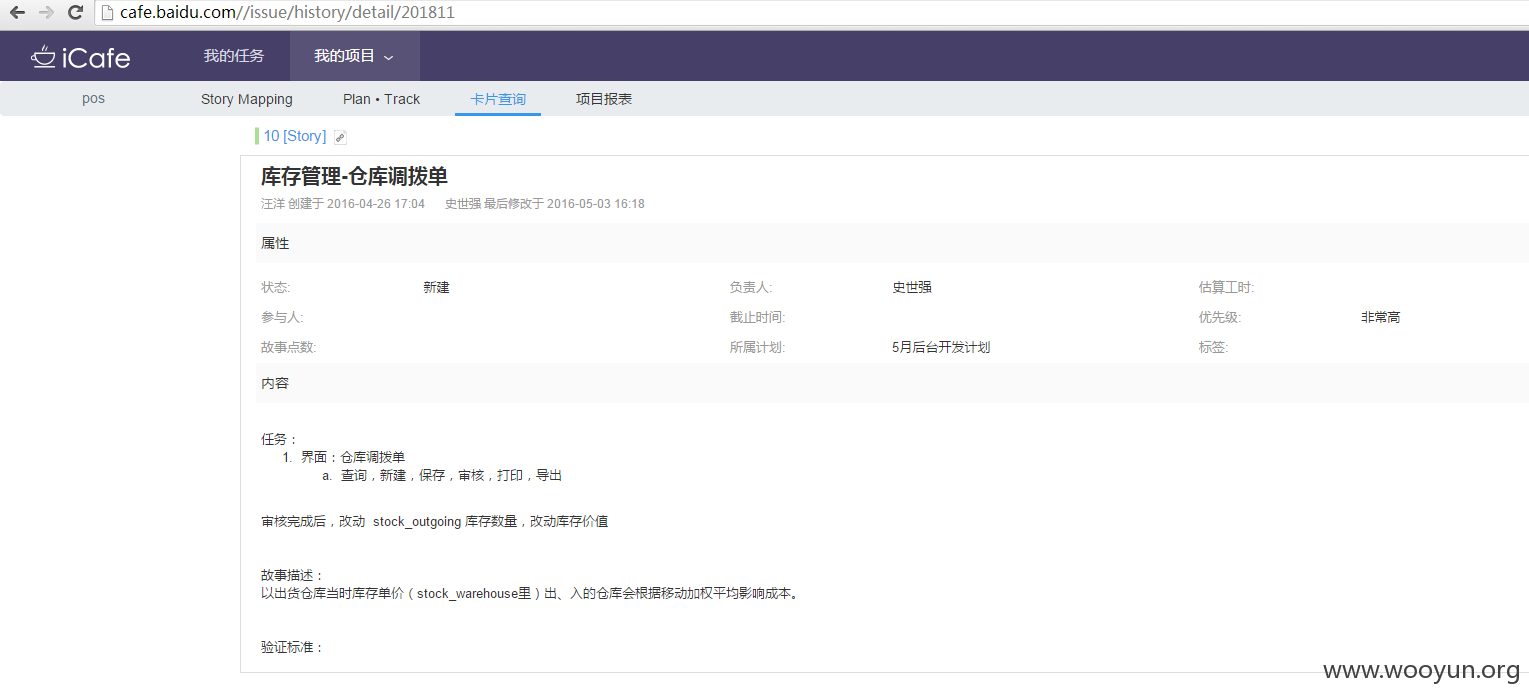 cafe.baidu.com//issue/history/detail/201811
iCafe 我的任务 我的项目
pos Story Mapping Plan • Track 卡片查询 项目报表
10 [Story]
库存管理-仓库调拨单
汪洋 创建于 2016-04-26 17:04 史世强 最后修改于 2016-05-03 16:18
属性
状态: 新建 负责人: 史世强 估算工时:
参与人: 截止时间: 优先级: 非常高
故事点数: 所属计划: 5月后台开发计划 标签:
内容
任务：
1. 界面：仓库调拨单
a. 查询，新建，保存，审核，打印，导出
审核完成后，改动 stock_outgoing 库存数量，改动库存价值
故事描述：
以出货仓库当时库存单价（stock_warehouse里）出、入的仓库会根据移动加权平均影响成本。
验证标准：
www.wooyun.org